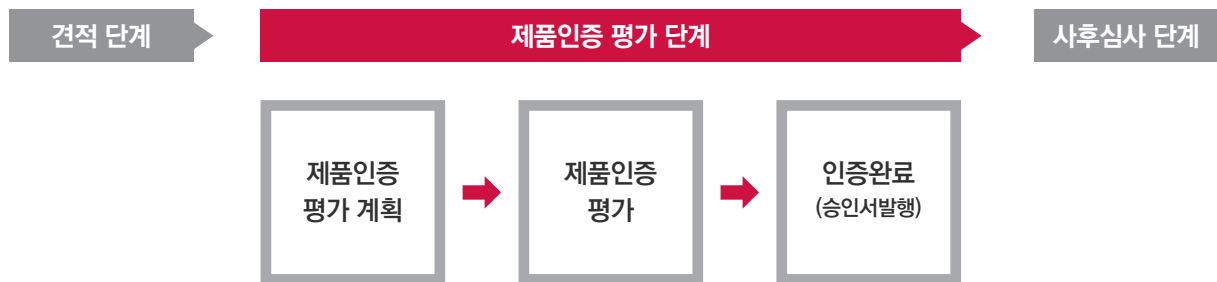 견적 단계
제품인증 평가 단계
사후심사 단계
제품인증
평가 계획
제품인증
평가
인증완료
(승인서발행)